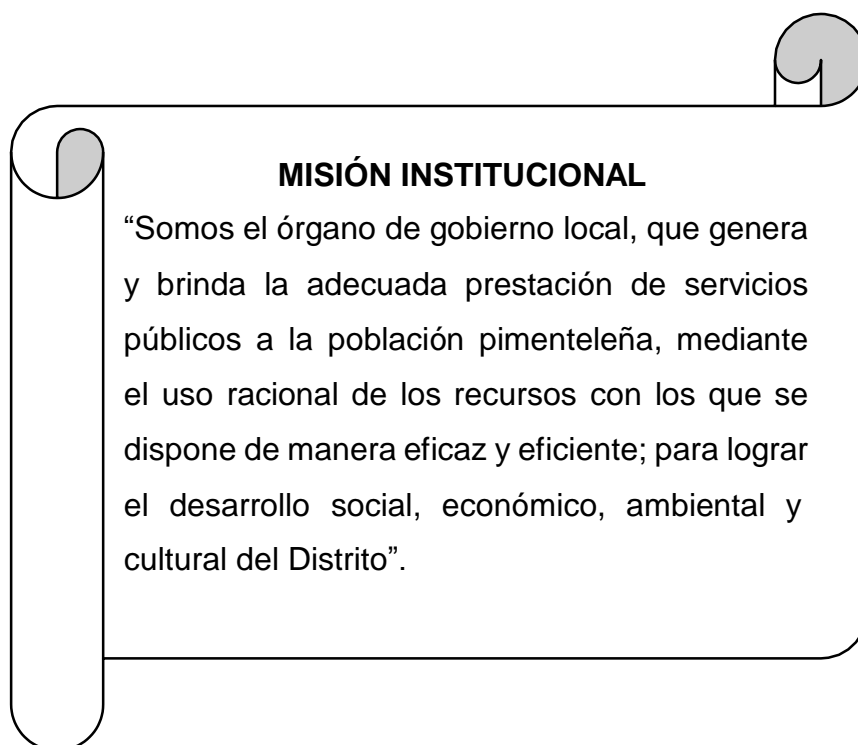 MISIÓN INSTITUCIONAL
“Somos el órgano de gobierno local, que genera
y brinda la adecuada prestación de servicios
públicos a la población pimenteleña, mediante
el uso racional de los recursos con los que se
dispone de manera eficaz y eficiente; para lograr
el desarrollo social, económico, ambiental y
cultural del Distrito”.